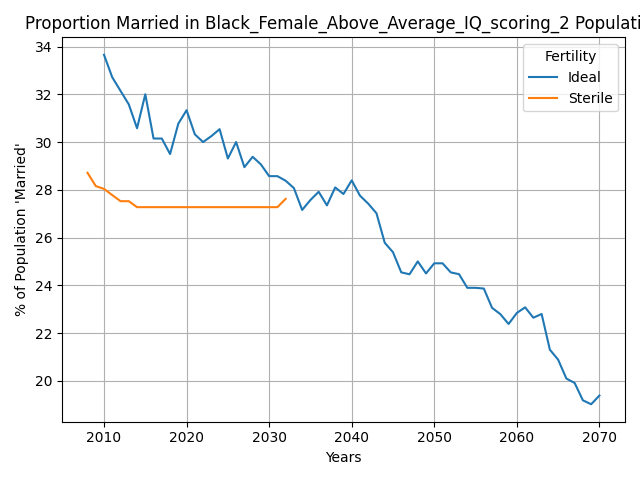 Proportion Married in Black_Female_Above_Average_IQ_scoring_2 Populati
% of Population 'Married'
34
32
30
28
26
24
22
20
Fertility
Ideal
Sterile
2010 2020 2030 2040 2050 2060 2070
Years